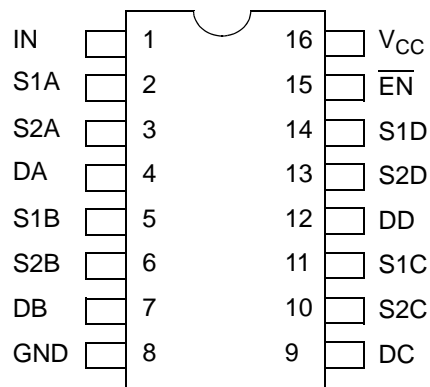 IN 1 16 VCC
S1A 2 15 EN
S2A 3 14 S1D
DA 4 13 S2D
S1B 5 12 DD
S2B 6 11 S1C
DB 7 10 S2C
GND 8 9 DC